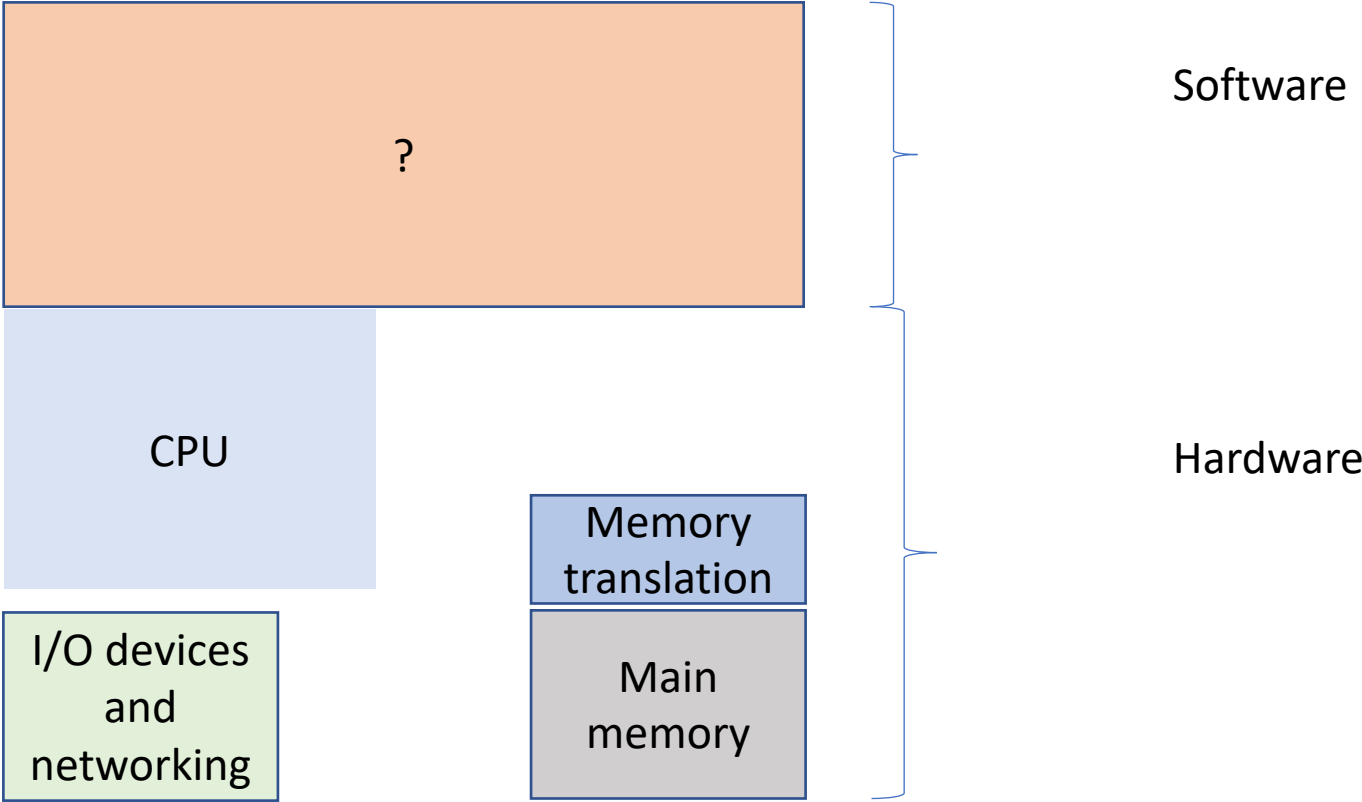 Software
?
CPU
Hardware
Memory
translation
I/O devices
and
networking
Main
memory